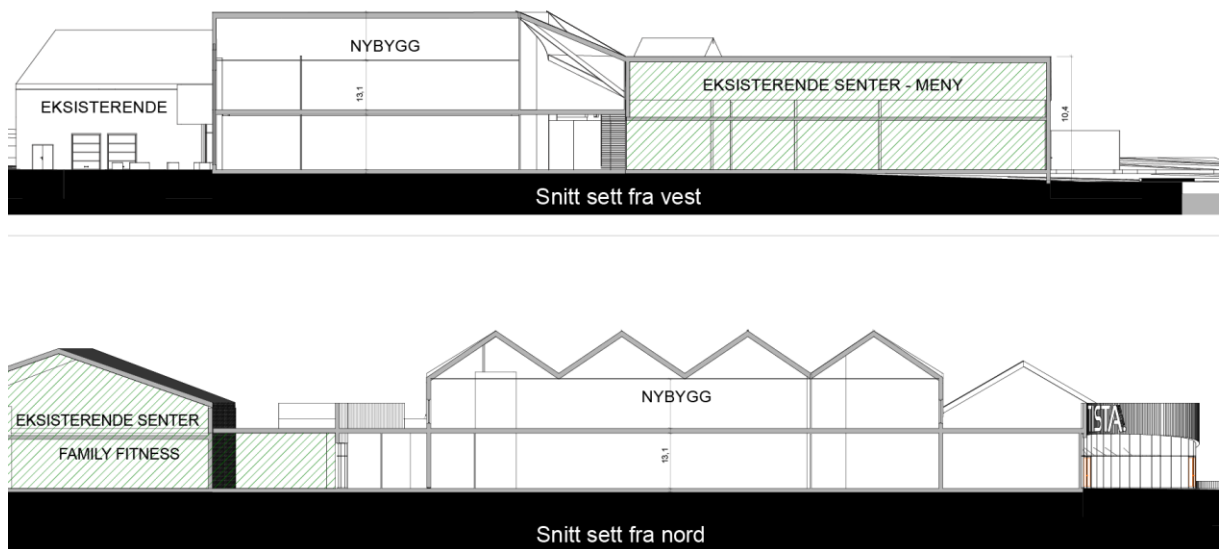 NYBYGG
EKSISTERENDE
13,1
EKSISTERENDE SENTER - MENY
10,4
Snitt sett fra vest
EKSISTERENDE SENTER
FAMILY FITNESS
NYBYGG
13,1
ISTA.
Snitt sett fra nord